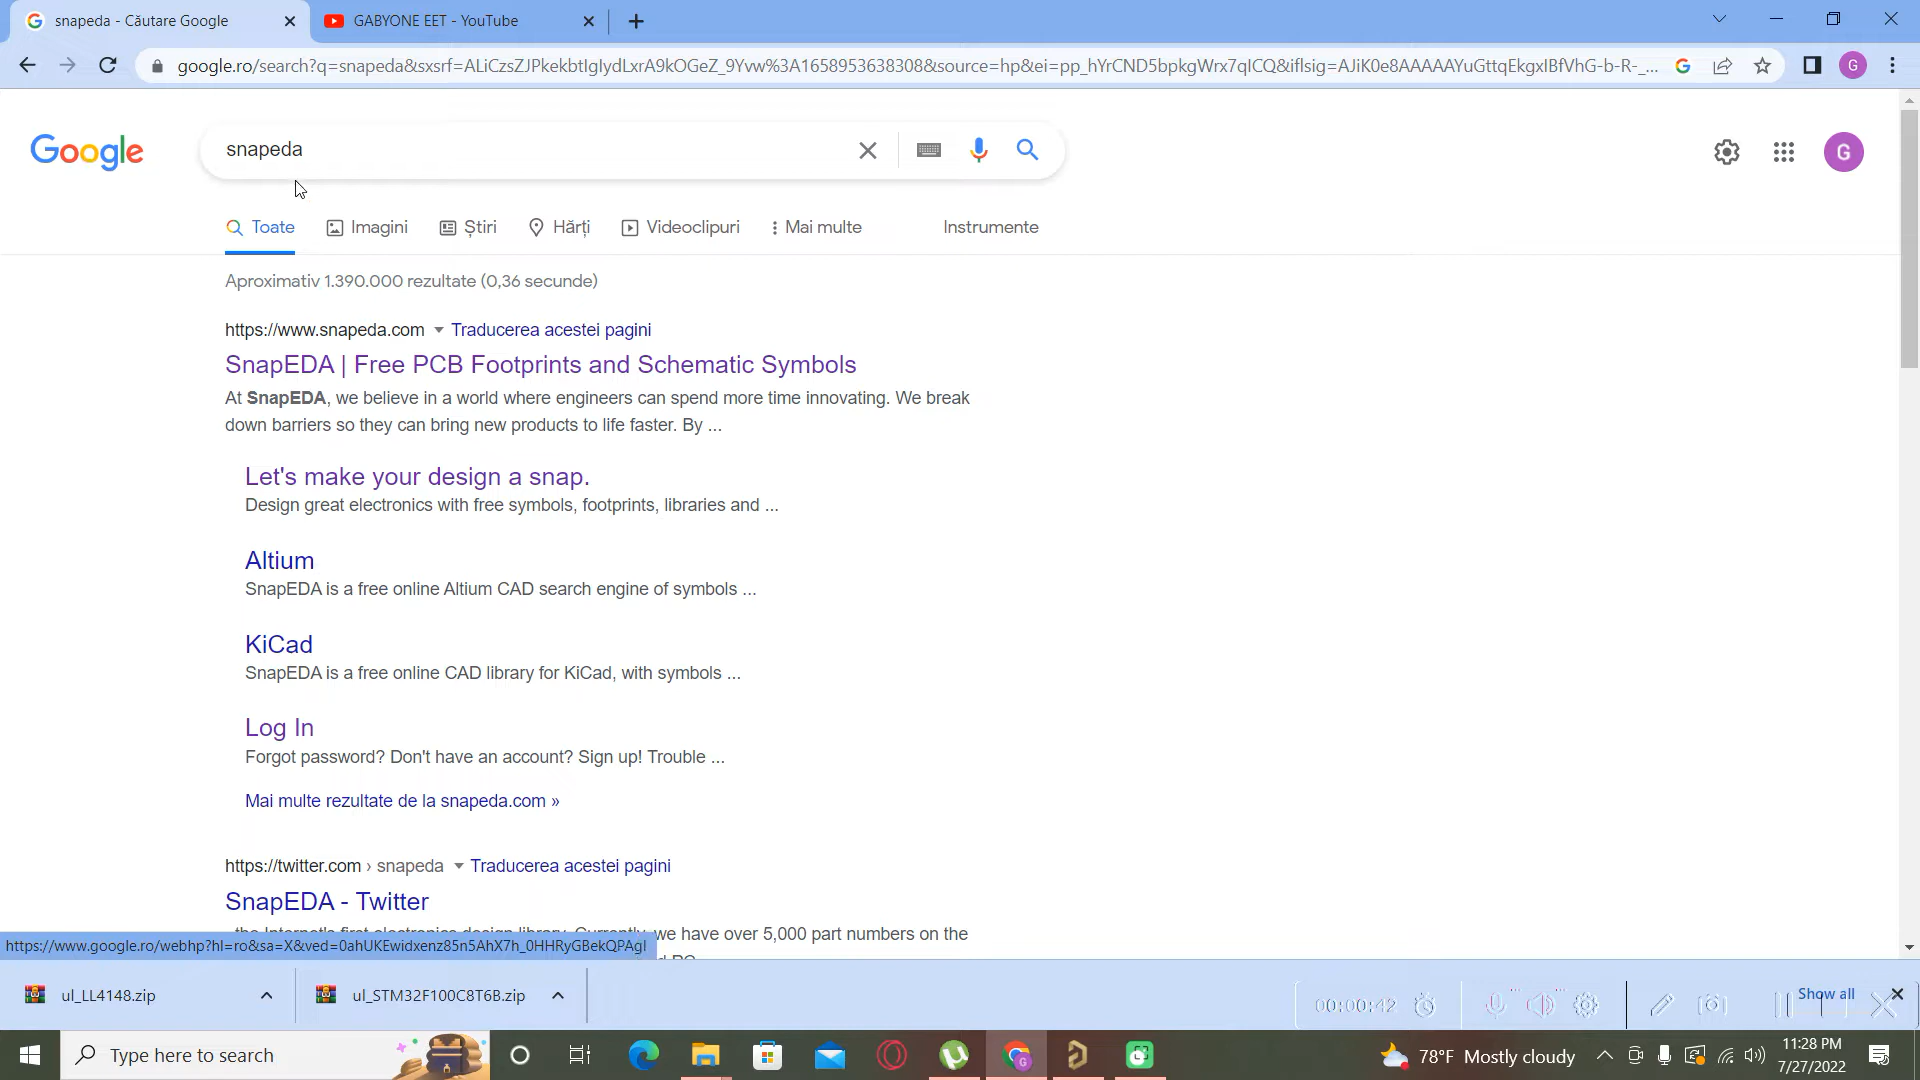 snapeda - Căutare Google
GABYONE EET - YouTube
google.ro/search?q=snapeda&sxsrf=ALiCzsZJPkekbtIgIydLxrA9kOGeZ_9Yvw%3A1658953638308&source=hp&ei=pp_hYrCND5bpkgWrx7qICQ&iflsig=AJiK0e8AAAAAYuGttqEkgxIBfVhG-b-R-_...
G
Google
snapeda
G
Toate
Imagini
Știri
Hărți
Videoclipuri
Mai multe
Instrumente
Aproximativ 1.390.000 rezultate (0,36 secunde)
https://www.snapeda.com Traducerea acestei pagini
SnapEDA | Free PCB Footprints and Schematic Symbols
At SnapEDA, we believe in a world where engineers can spend more time innovating. We break
down barriers so they can bring new products to life faster. By ...
Let's make your design a snap.
Design great electronics with free symbols, footprints, libraries and ...
Altium
SnapEDA is a free online Altium CAD search engine of symbols ...
KiCad
SnapEDA is a free online CAD library for KiCad, with symbols ...
Log In
Forgot password? Don't have an account? Sign up! Trouble ...
Mai multe rezultate de la snapeda.com »
https://twitter.com › snapeda Traducerea acestei pagini
SnapEDA - Twitter
we have over 5,000 part numbers on the
https://www.google.ro/webhp?hl=ro&sa=X&ved=0ahUKEwidxenz85n5AhX7h_0HHRyGBekQPAgI
ul_LL4148.zip
ul_STM32F100C8T6B.zip
00:00:42
Show all
Type here to search
78°F Mostly cloudy
11:28 PM
7/27/2022